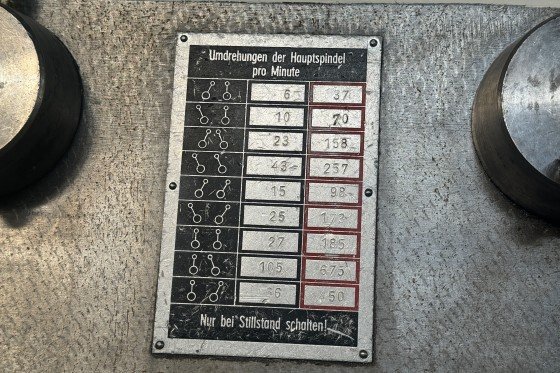 Umdrehungen der Hauptspindel
pro Minute
6 37
10 70
23 158
43 257
15 98
25 173
27 185
105 675
Nur bei Stillstand schalten!